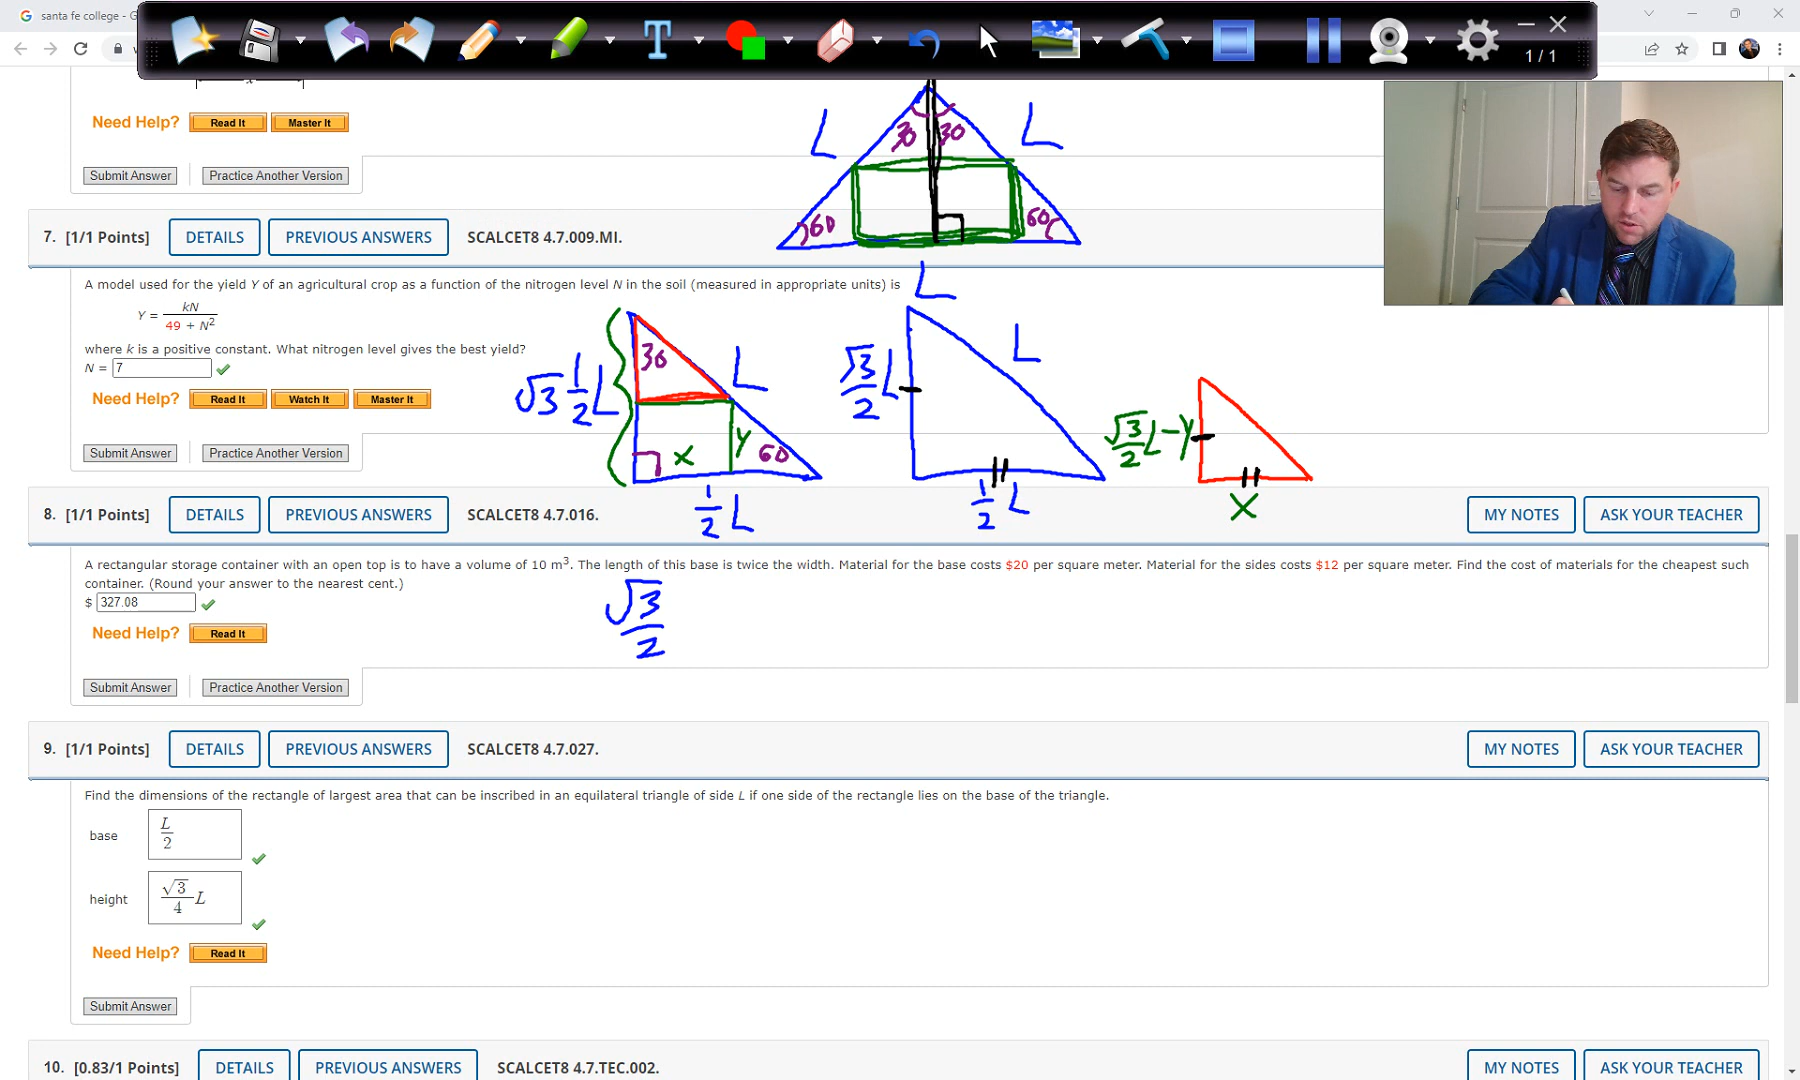 santa fe college - G
1 / 1
Need Help? Read It Master It
Submit Answer Practice Another Version
L L
30 30
60 60
7. [1/1 Points] DETAILS PREVIOUS ANSWERS SCALCET8 4.7.009.MI.
A model used for the yield Y of an agricultural crop as a function of the nitrogen level N in the soil (measured in appropriate units) is
Y = kN / 49 + N²
where k is a positive constant. What nitrogen level gives the best yield?
N = 7
Need Help? Read It Watch It Master It
Submit Answer Practice Another Version
√3 1/2 L
30
L
x y 60
1/2 L
L
√3/2 L
L
1/2 L
√3/2 L - y
x
8. [1/1 Points] DETAILS PREVIOUS ANSWERS SCALCET8 4.7.016. MY NOTES ASK YOUR TEACHER
A rectangular storage container with an open top is to have a volume of 10 m³. The length of this base is twice the width. Material for the base costs $20 per square meter. Material for the sides costs $12 per square meter. Find the cost of materials for the cheapest such
container. (Round your answer to the nearest cent.)
$ 327.08
√3/2
Need Help? Read It
Submit Answer Practice Another Version
9. [1/1 Points] DETAILS PREVIOUS ANSWERS SCALCET8 4.7.027. MY NOTES ASK YOUR TEACHER
Find the dimensions of the rectangle of largest area that can be inscribed in an equilateral triangle of side L if one side of the rectangle lies on the base of the triangle.
base L/2
height √3/4 L
Need Help? Read It
Submit Answer
10. [0.83/1 Points] DETAILS PREVIOUS ANSWERS SCALCET8 4.7.TEC.002. MY NOTES ASK YOUR TEACHER